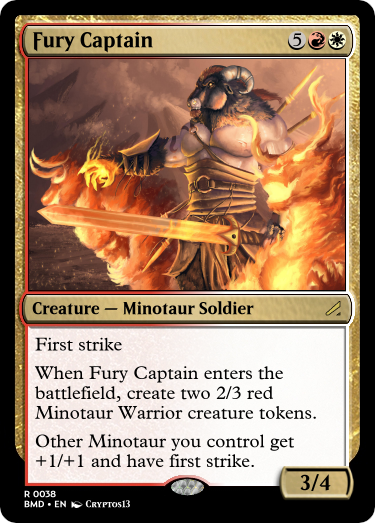 Fury Captain 5
Creature — Minotaur Soldier
First strike
When Fury Captain enters the
battlefield, create two 2/3 red
Minotaur Warrior creature tokens.
Other Minotaur you control get
+1/+1 and have first strike.
3/4
R 0038
BMD • EN Cryptos13